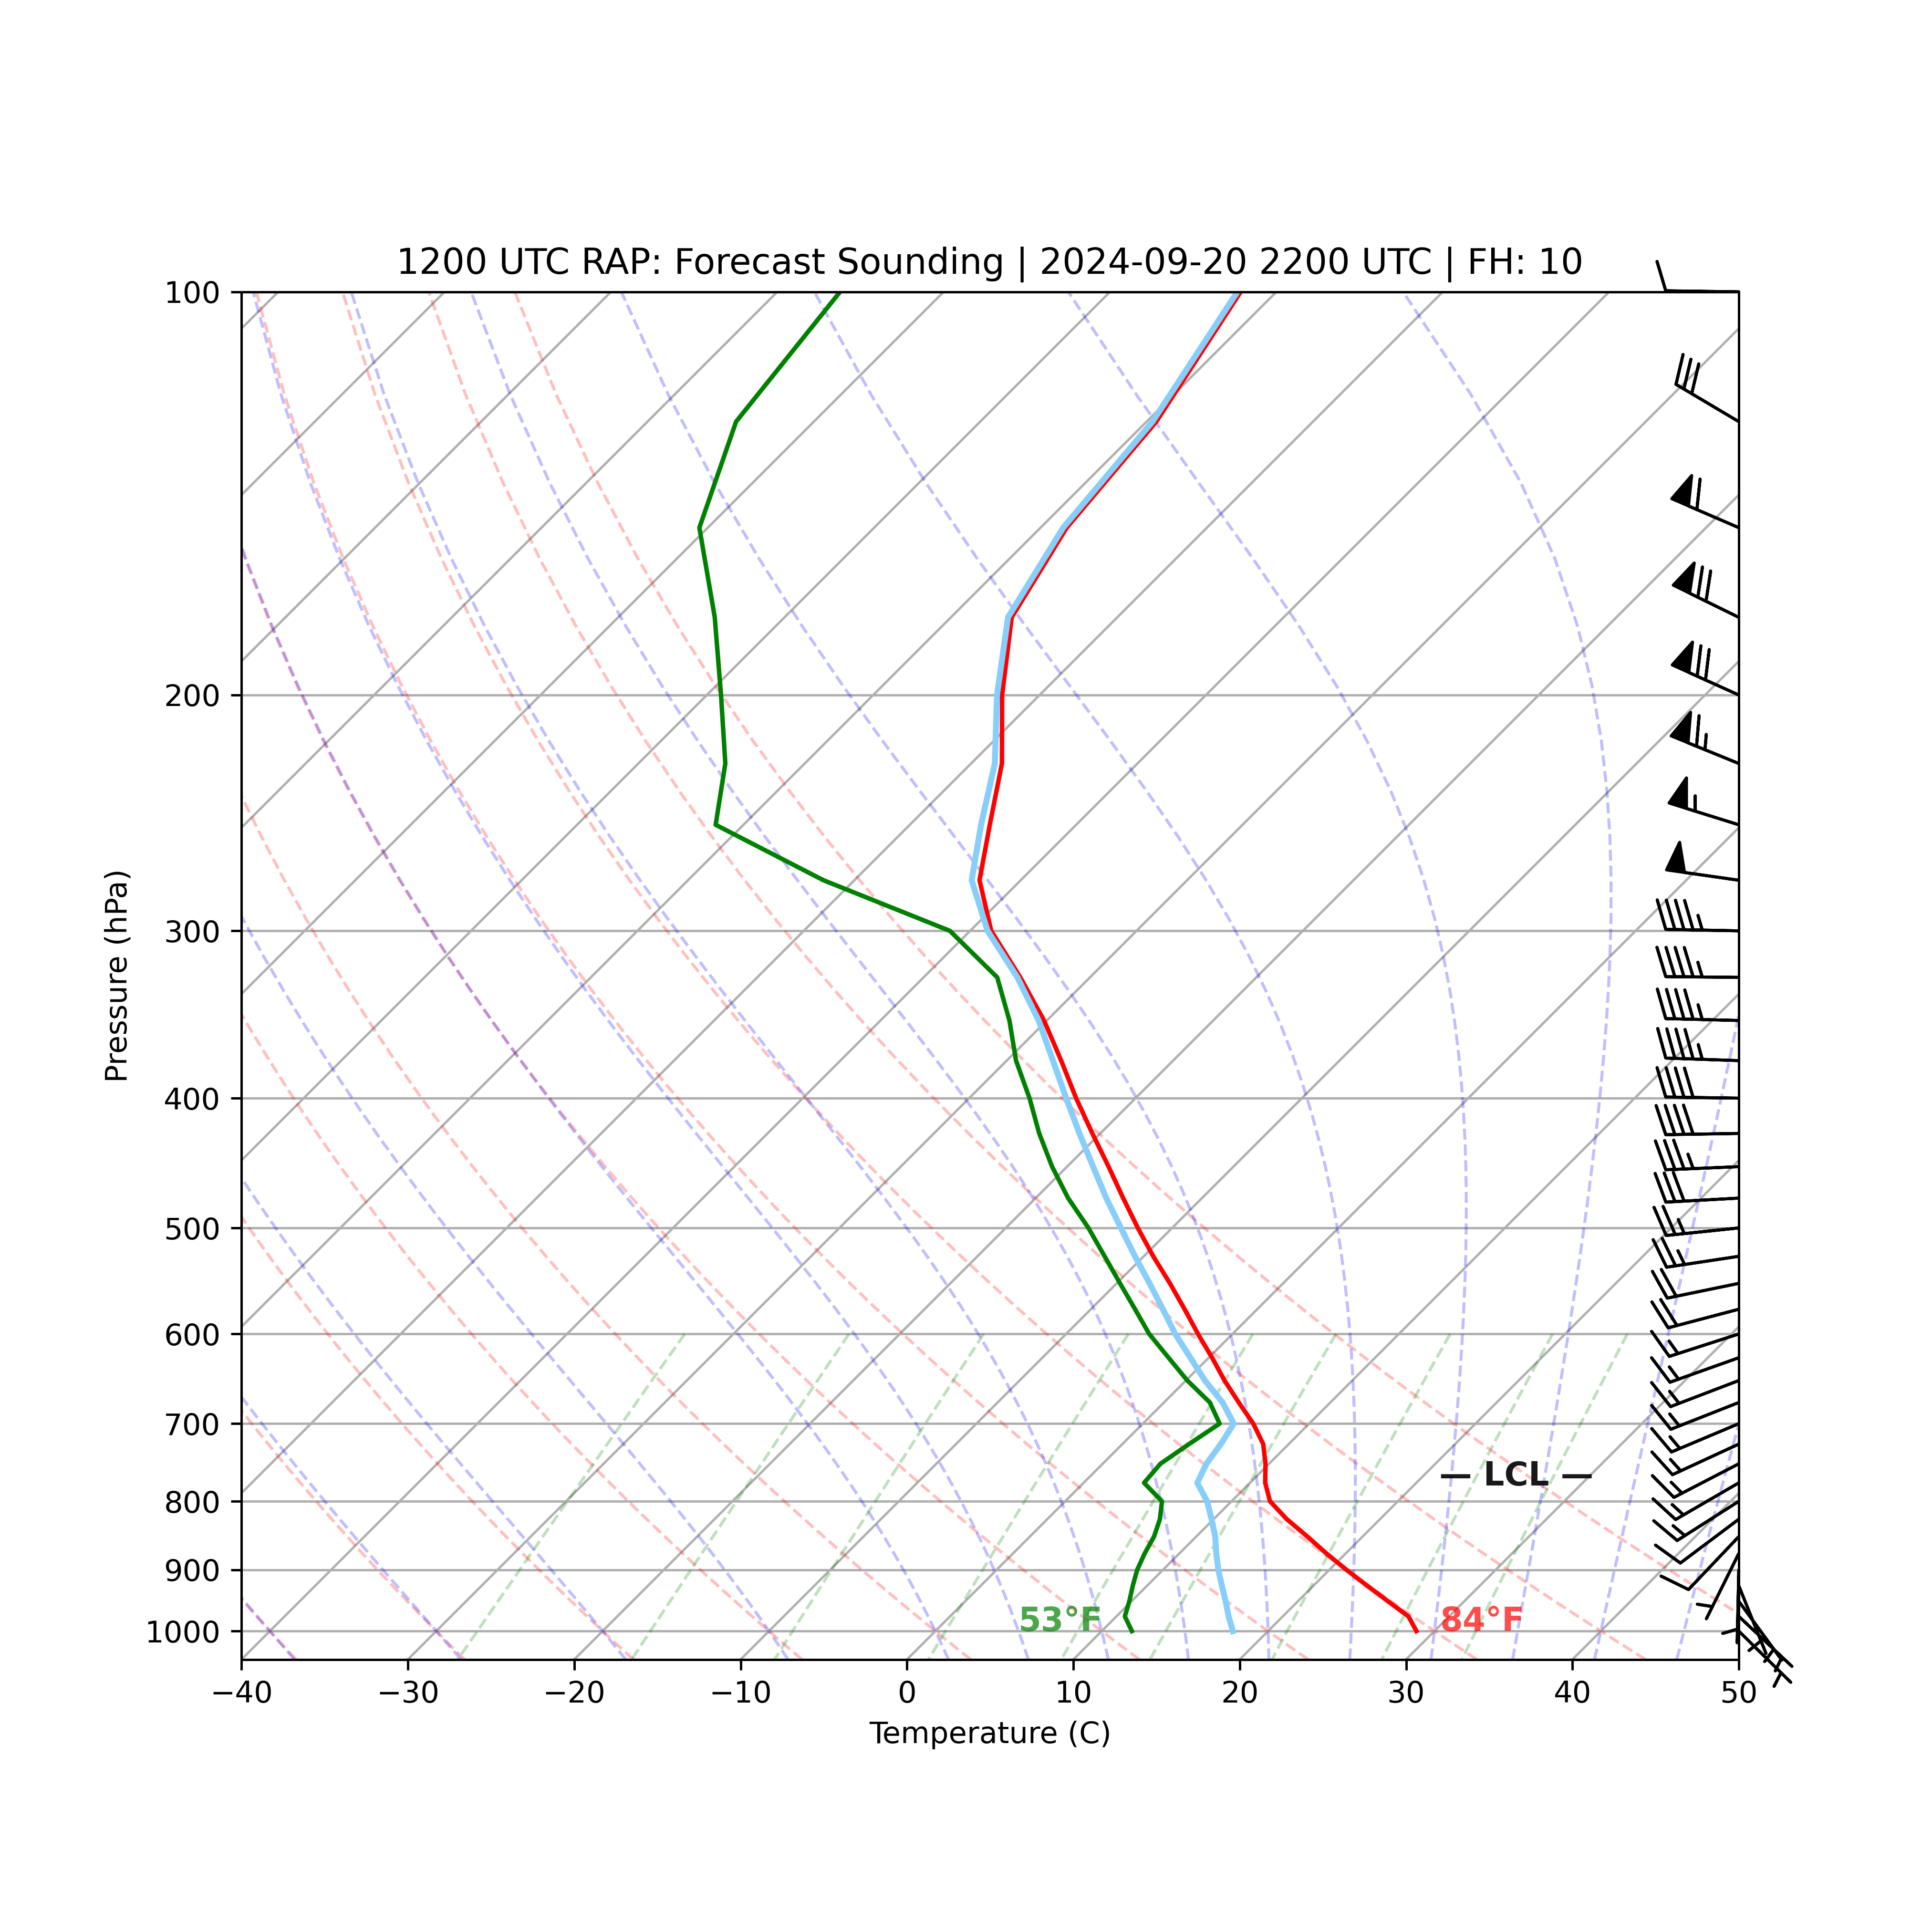 1200 UTC RAP: Forecast Sounding | 2024-09-20 2200 UTC | FH: 10
100
200
300
400
500
600
700
800
900
1000
Pressure (hPa)
— LCL —
53°F
84°F
−40 −30 −20 −10 0 10 20 30 40 50
Temperature (C)